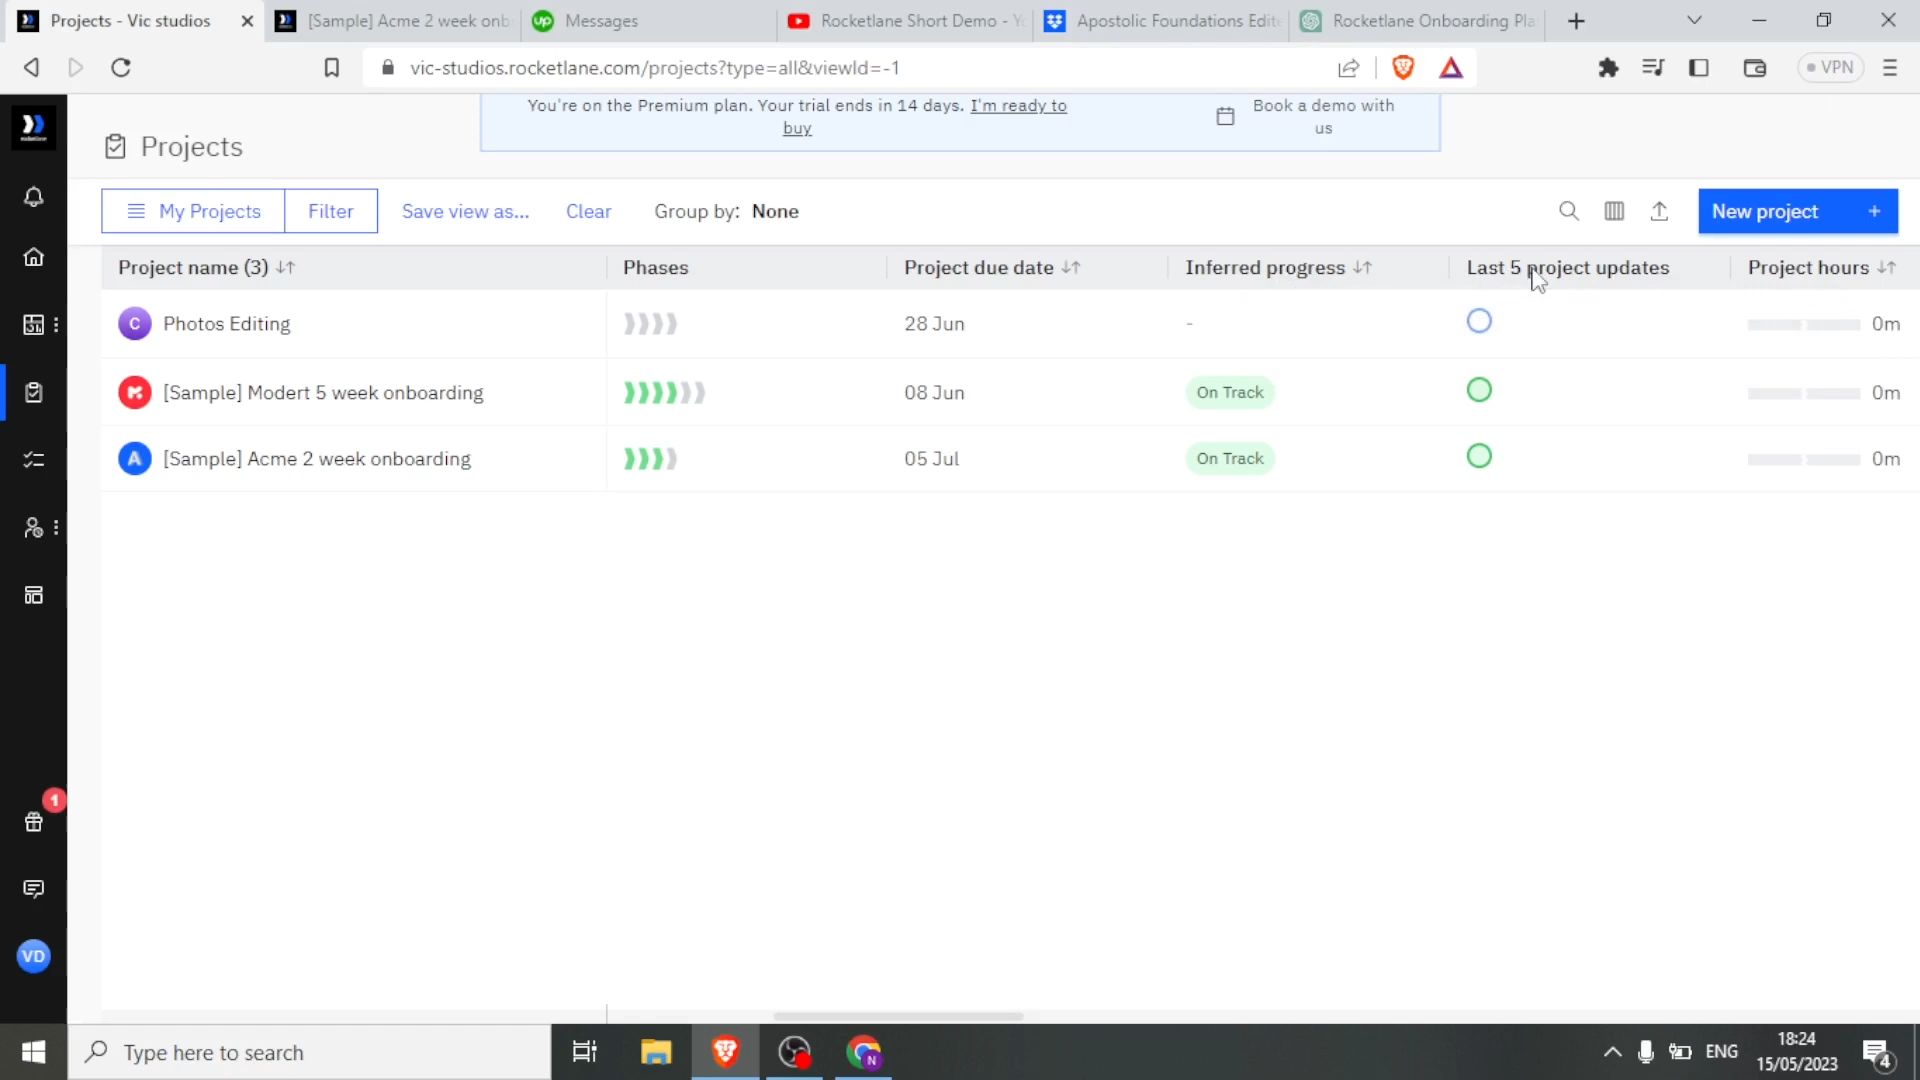 Projects - Vic studios
[Sample] Acme 2 week onb
up Messages
Rocketlane Short Demo - Y
Apostolic Foundations Edit
Rocketlane Onboarding Pla
vic-studios.rocketlane.com/projects?type=all&viewId=-1
VPN
You're on the Premium plan. Your trial ends in 14 days. I'm ready to
buy
Book a demo with
us
rocketlane
Projects
My Projects
Filter
Save view as...
Clear
Group by: None
New project +
Project name (3)
Phases
Project due date
Inferred progress
Last 5 project updates
Project hours
C Photos Editing
28 Jun
-
0m
[Sample] Modert 5 week onboarding
08 Jun
On Track
0m
A [Sample] Acme 2 week onboarding
05 Jul
On Track
0m
31
1
VD
Type here to search
N
ENG
18:24
15/05/2023
4